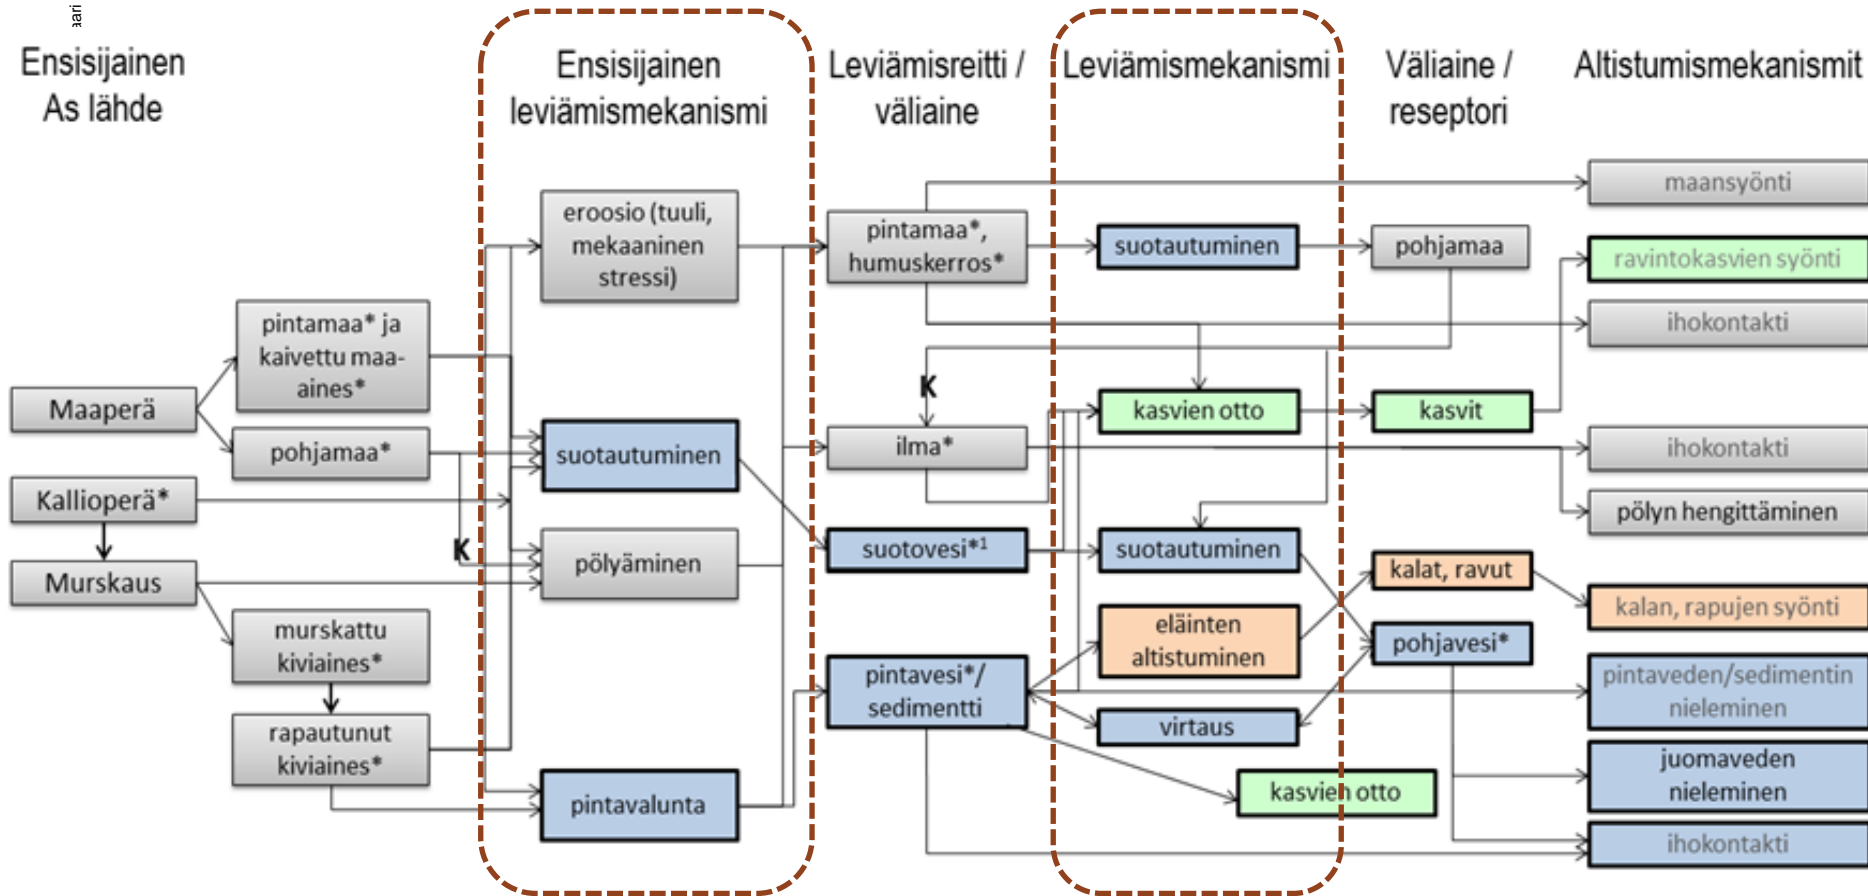 Ensisijainen
As lähde
Ensisijainen
leviämismekanismi
Leviämisreitti /
väliaine
Leviämismekanismi
Väliaine /
reseptori
Altistumismekanismit
Maaperä
Kallioperä*
Murskaus
pintamaa* ja
kaivettu maa-
aines*
pohjamaa*
murskattu
kiviaines*
rapautunut
kiviaines*
K
eroosio (tuuli,
mekaaninen
stressi)
suotautuminen
pölyäminen
pintavalunta
pintamaa*,
humuskerros*
K
ilma*
suotovesi*1
pintavesi*/
sedimentti
suotautuminen
kasvien otto
suotautuminen
eläinten
altistuminen
virtaus
kasvien otto
pohjamaa
kasvit
kalat, ravut
pohjavesi*
maansyönti
ravintokasvien syönti
ihokontakti
ihokontakti
pölyn hengittäminen
kalan, rapujen syönti
pintaveden/sedimentin
nieleminen
juomaveden
nieleminen
ihokontakti